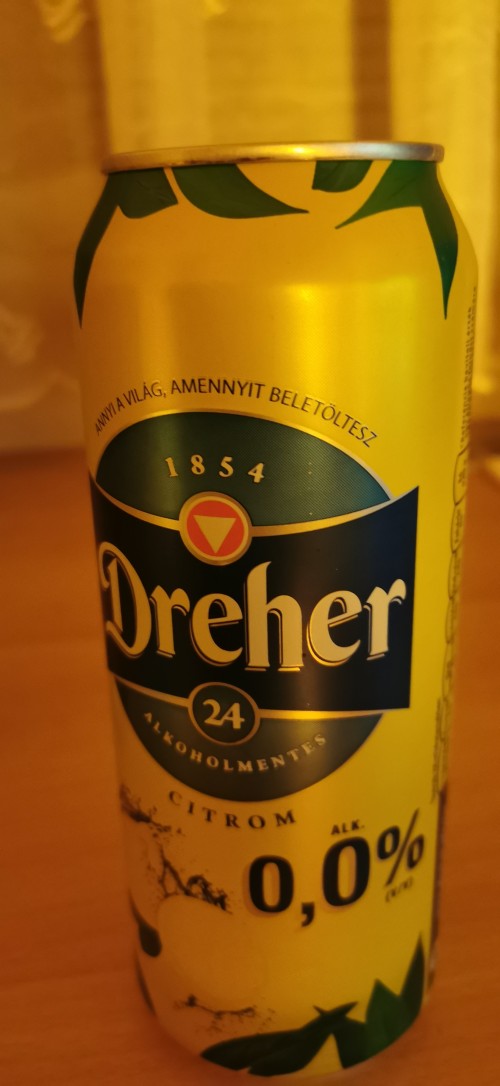 ANNYI A VILÁG, AMENNYIT BELETÖLTESZ
1854
Dreher
24
ALKOHOLMENTES
CITROM
ALK.
0,0%
(V/V)